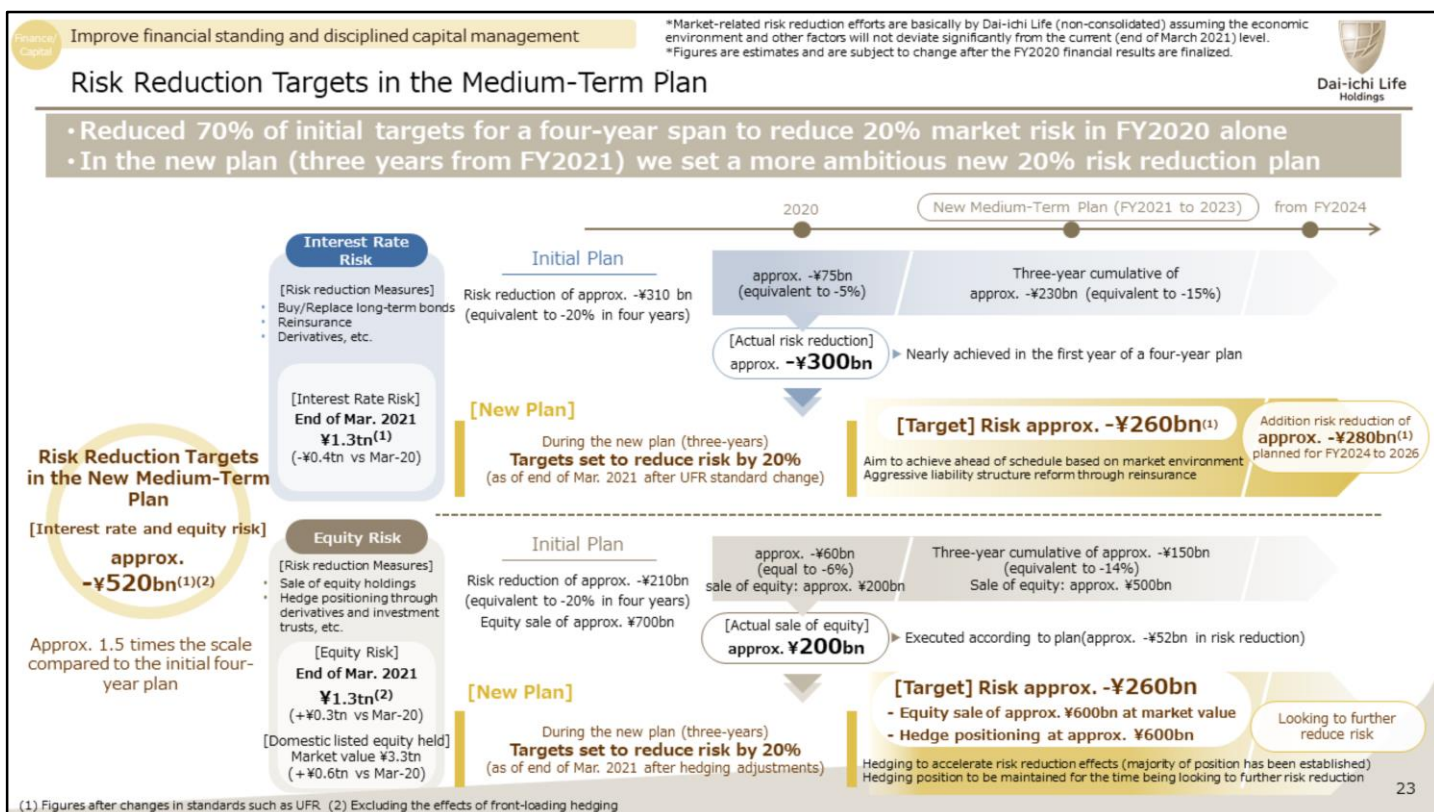 Finance/
Capital
Improve financial standing and disciplined capital management
*Market-related risk reduction efforts are basically by Dai-ichi Life (non-consolidated) assuming the economic
environment and other factors will not deviate significantly from the current (end of March 2021) level.
*Figures are estimates and are subject to change after the FY2020 financial results are finalized.
Dai-ichi Life
Holdings
Risk Reduction Targets in the Medium-Term Plan
・Reduced 70% of initial targets for a four-year span to reduce 20% market risk in FY2020 alone
・In the new plan (three years from FY2021) we set a more ambitious new 20% risk reduction plan
2020
New Medium-Term Plan (FY2021 to 2023)
from FY2024
Risk Reduction Targets
in the New Medium-Term
Plan
[Interest rate and equity risk]
approx.
-¥520bn(1)(2)
Approx. 1.5 times the scale
compared to the initial four-
year plan
Interest Rate
Risk
[Risk reduction Measures]
• Buy/Replace long-term bonds
• Reinsurance
• Derivatives, etc.
[Interest Rate Risk]
End of Mar. 2021
¥1.3tn(1)
(-¥0.4tn vs Mar-20)
Initial Plan
Risk reduction of approx. -¥310 bn
(equivalent to -20% in four years)
approx. -¥75bn
(equivalent to -5%)
Three-year cumulative of
approx. -¥230bn (equivalent to -15%)
[Actual risk reduction]
approx. -¥300bn
Nearly achieved in the first year of a four-year plan
[New Plan]
During the new plan (three-years)
Targets set to reduce risk by 20%
(as of end of Mar. 2021 after UFR standard change)
[Target] Risk approx. -¥260bn(1)
Aim to achieve ahead of schedule based on market environment
Aggressive liability structure reform through reinsurance
Addition risk reduction of
approx. -¥280bn(1)
planned for FY2024 to 2026
Equity Risk
[Risk reduction Measures]
• Sale of equity holdings
• Hedge positioning through
derivatives and investment
trusts, etc.
[Equity Risk]
End of Mar. 2021
¥1.3tn(2)
(+¥0.3tn vs Mar-20)
[Domestic listed equity held]
Market value ¥3.3tn
(+¥0.6tn vs Mar-20)
Initial Plan
Risk reduction of approx. -¥210bn
(equivalent to -20% in four years)
Equity sale of approx. ¥700bn
approx. -¥60bn
(equal to -6%)
sale of equity: approx. ¥200bn
Three-year cumulative of approx. -¥150bn
(equivalent to -14%)
Sale of equity: approx. ¥500bn
[Actual sale of equity]
approx. ¥200bn
Executed according to plan(approx. -¥52bn in risk reduction)
[New Plan]
During the new plan (three-years)
Targets set to reduce risk by 20%
(as of end of Mar. 2021 after hedging adjustments)
[Target] Risk approx. -¥260bn
- Equity sale of approx. ¥600bn at market value
- Hedge positioning at approx. ¥600bn
Hedging to accelerate risk reduction effects (majority of position has been established)
Hedging position to be maintained for the time being looking to further risk reduction
Looking to further
reduce risk
(1) Figures after changes in standards such as UFR (2) Excluding the effects of front-loading hedging
23